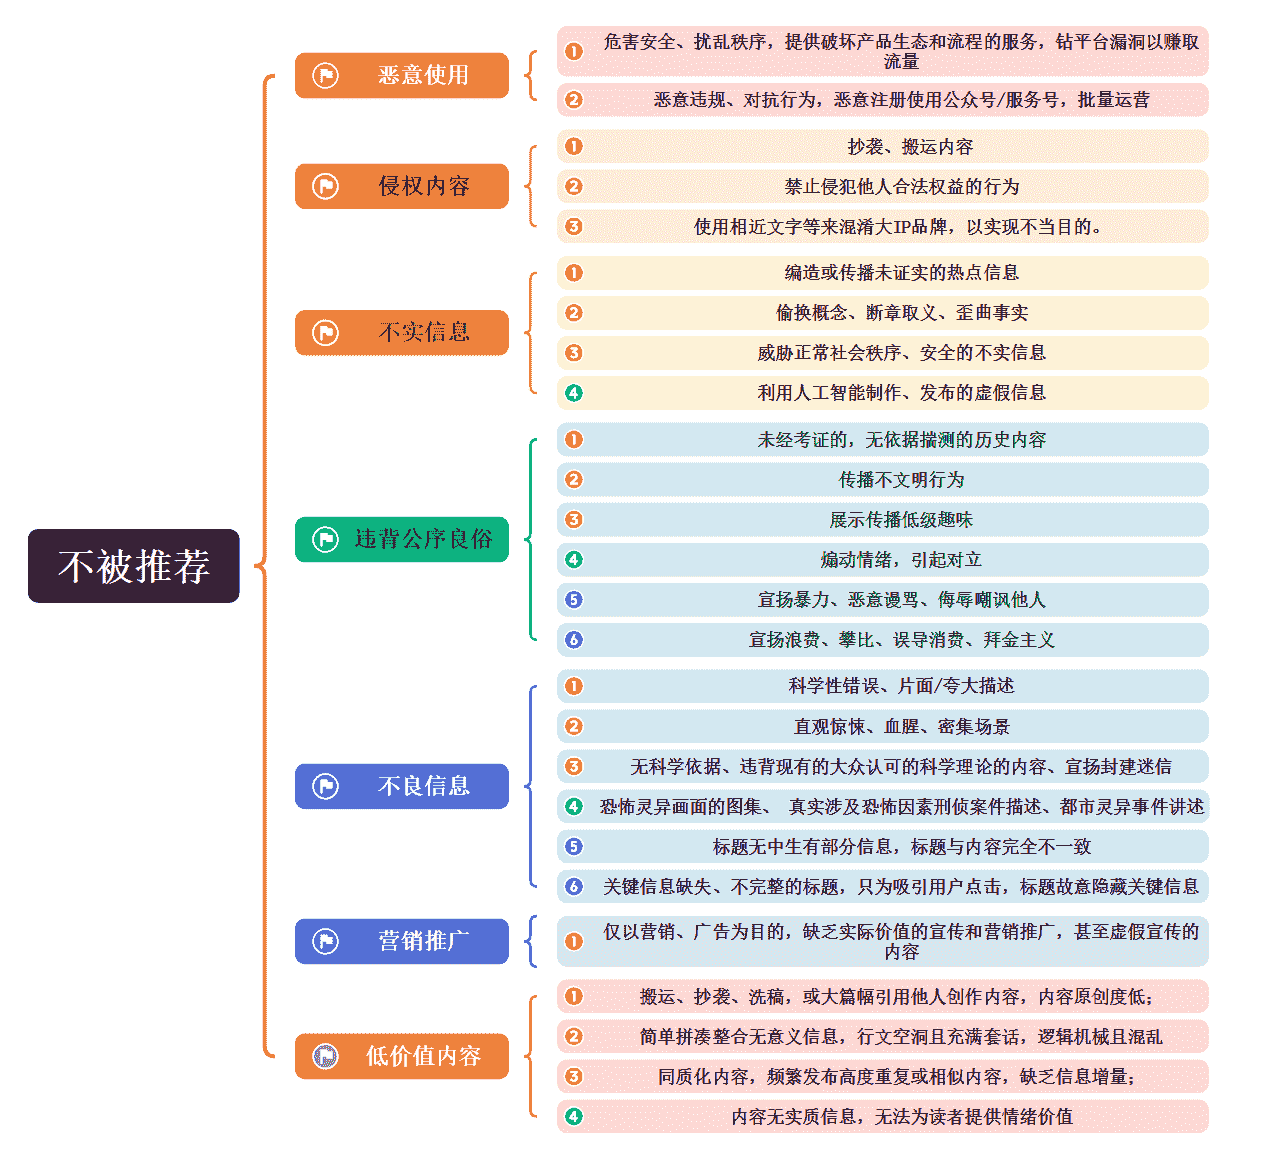 不被推荐
恶意使用
1 危害安全、扰乱秩序，提供破坏产品生态和流程的服务，钻平台漏洞以赚取
流量
2 恶意违规、对抗行为，恶意注册使用公众号/服务号，批量运营
侵权内容
1 抄袭、搬运内容
2 禁止侵犯他人合法权益的行为
3 使用相近文字等来混淆大IP品牌，以实现不当目的。
不实信息
1 编造或传播未证实的热点信息
2 偷换概念、断章取义、歪曲事实
3 威胁正常社会秩序、安全的不实信息
4 利用人工智能制作、发布的虚假信息
违背公序良俗
1 未经考证的，无依据揣测的历史内容
2 传播不文明行为
3 展示传播低级趣味
4 煽动情绪，引起对立
5 宣扬暴力、恶意谩骂、侮辱嘲讽他人
6 宣扬浪费、攀比、误导消费、拜金主义
不良信息
1 科学性错误、片面/夸大描述
2 直观惊悚、血腥、密集场景
3 无科学依据、违背现有的大众认可的科学理论的内容、宣扬封建迷信
4 恐怖灵异画面的图集、 真实涉及恐怖因素刑侦案件描述、都市灵异事件讲述
5 标题无中生有部分信息，标题与内容完全不一致
6 关键信息缺失、不完整的标题，只为吸引用户点击，标题故意隐藏关键信息
营销推广
1 仅以营销、广告为目的，缺乏实际价值的宣传和营销推广，甚至虚假宣传的
内容
低价值内容
1 搬运、抄袭、洗稿，或大篇幅引用他人创作内容，内容原创度低；
2 简单拼凑整合无意义信息，行文空洞且充满套话，逻辑机械且混乱
3 同质化内容，频繁发布高度重复或相似内容，缺乏信息增量；
4 内容无实质信息，无法为读者提供情绪价值